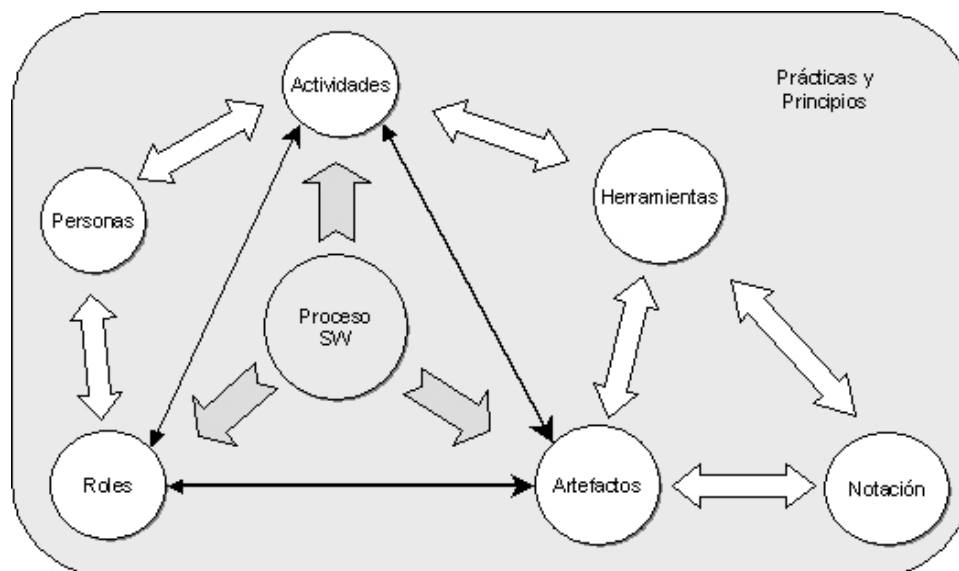 Actividades
Prácticas y
Principios
Herramientas
Personas
Proceso
SW
Roles
Artefactos
Notación